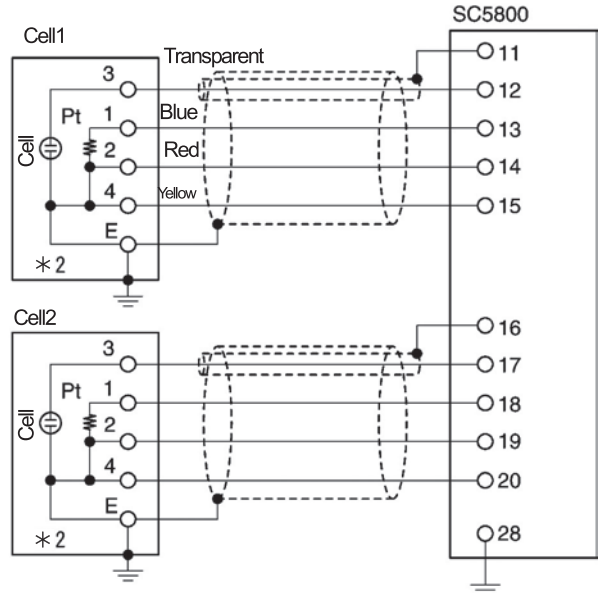 SC5800
Cell1
Transparent
3
11
12
Pt
1
Blue
13
Cell
2
Red
14
4
Yellow
15
E
*2
Cell2
16
3
17
Pt
1
18
Cell
2
19
4
20
E
28
*2